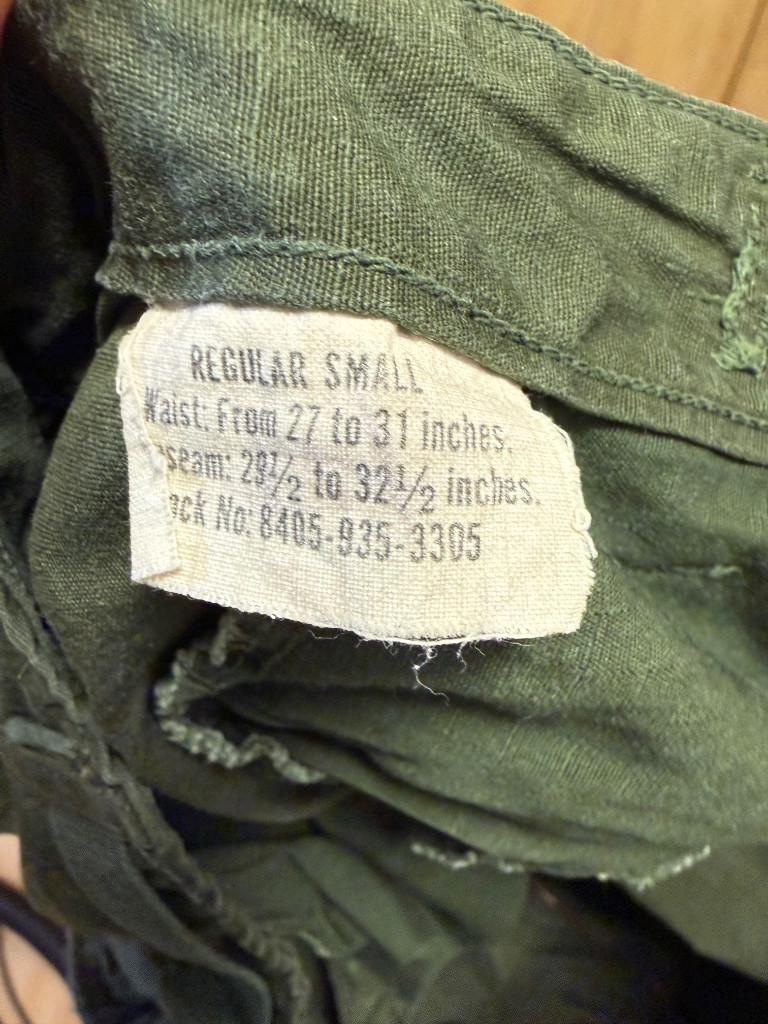 REGULAR SMALL
Waist: From 27 to 31 inches.
seam: 29½ to 32½ inches.
ock No: 8405-935-3305